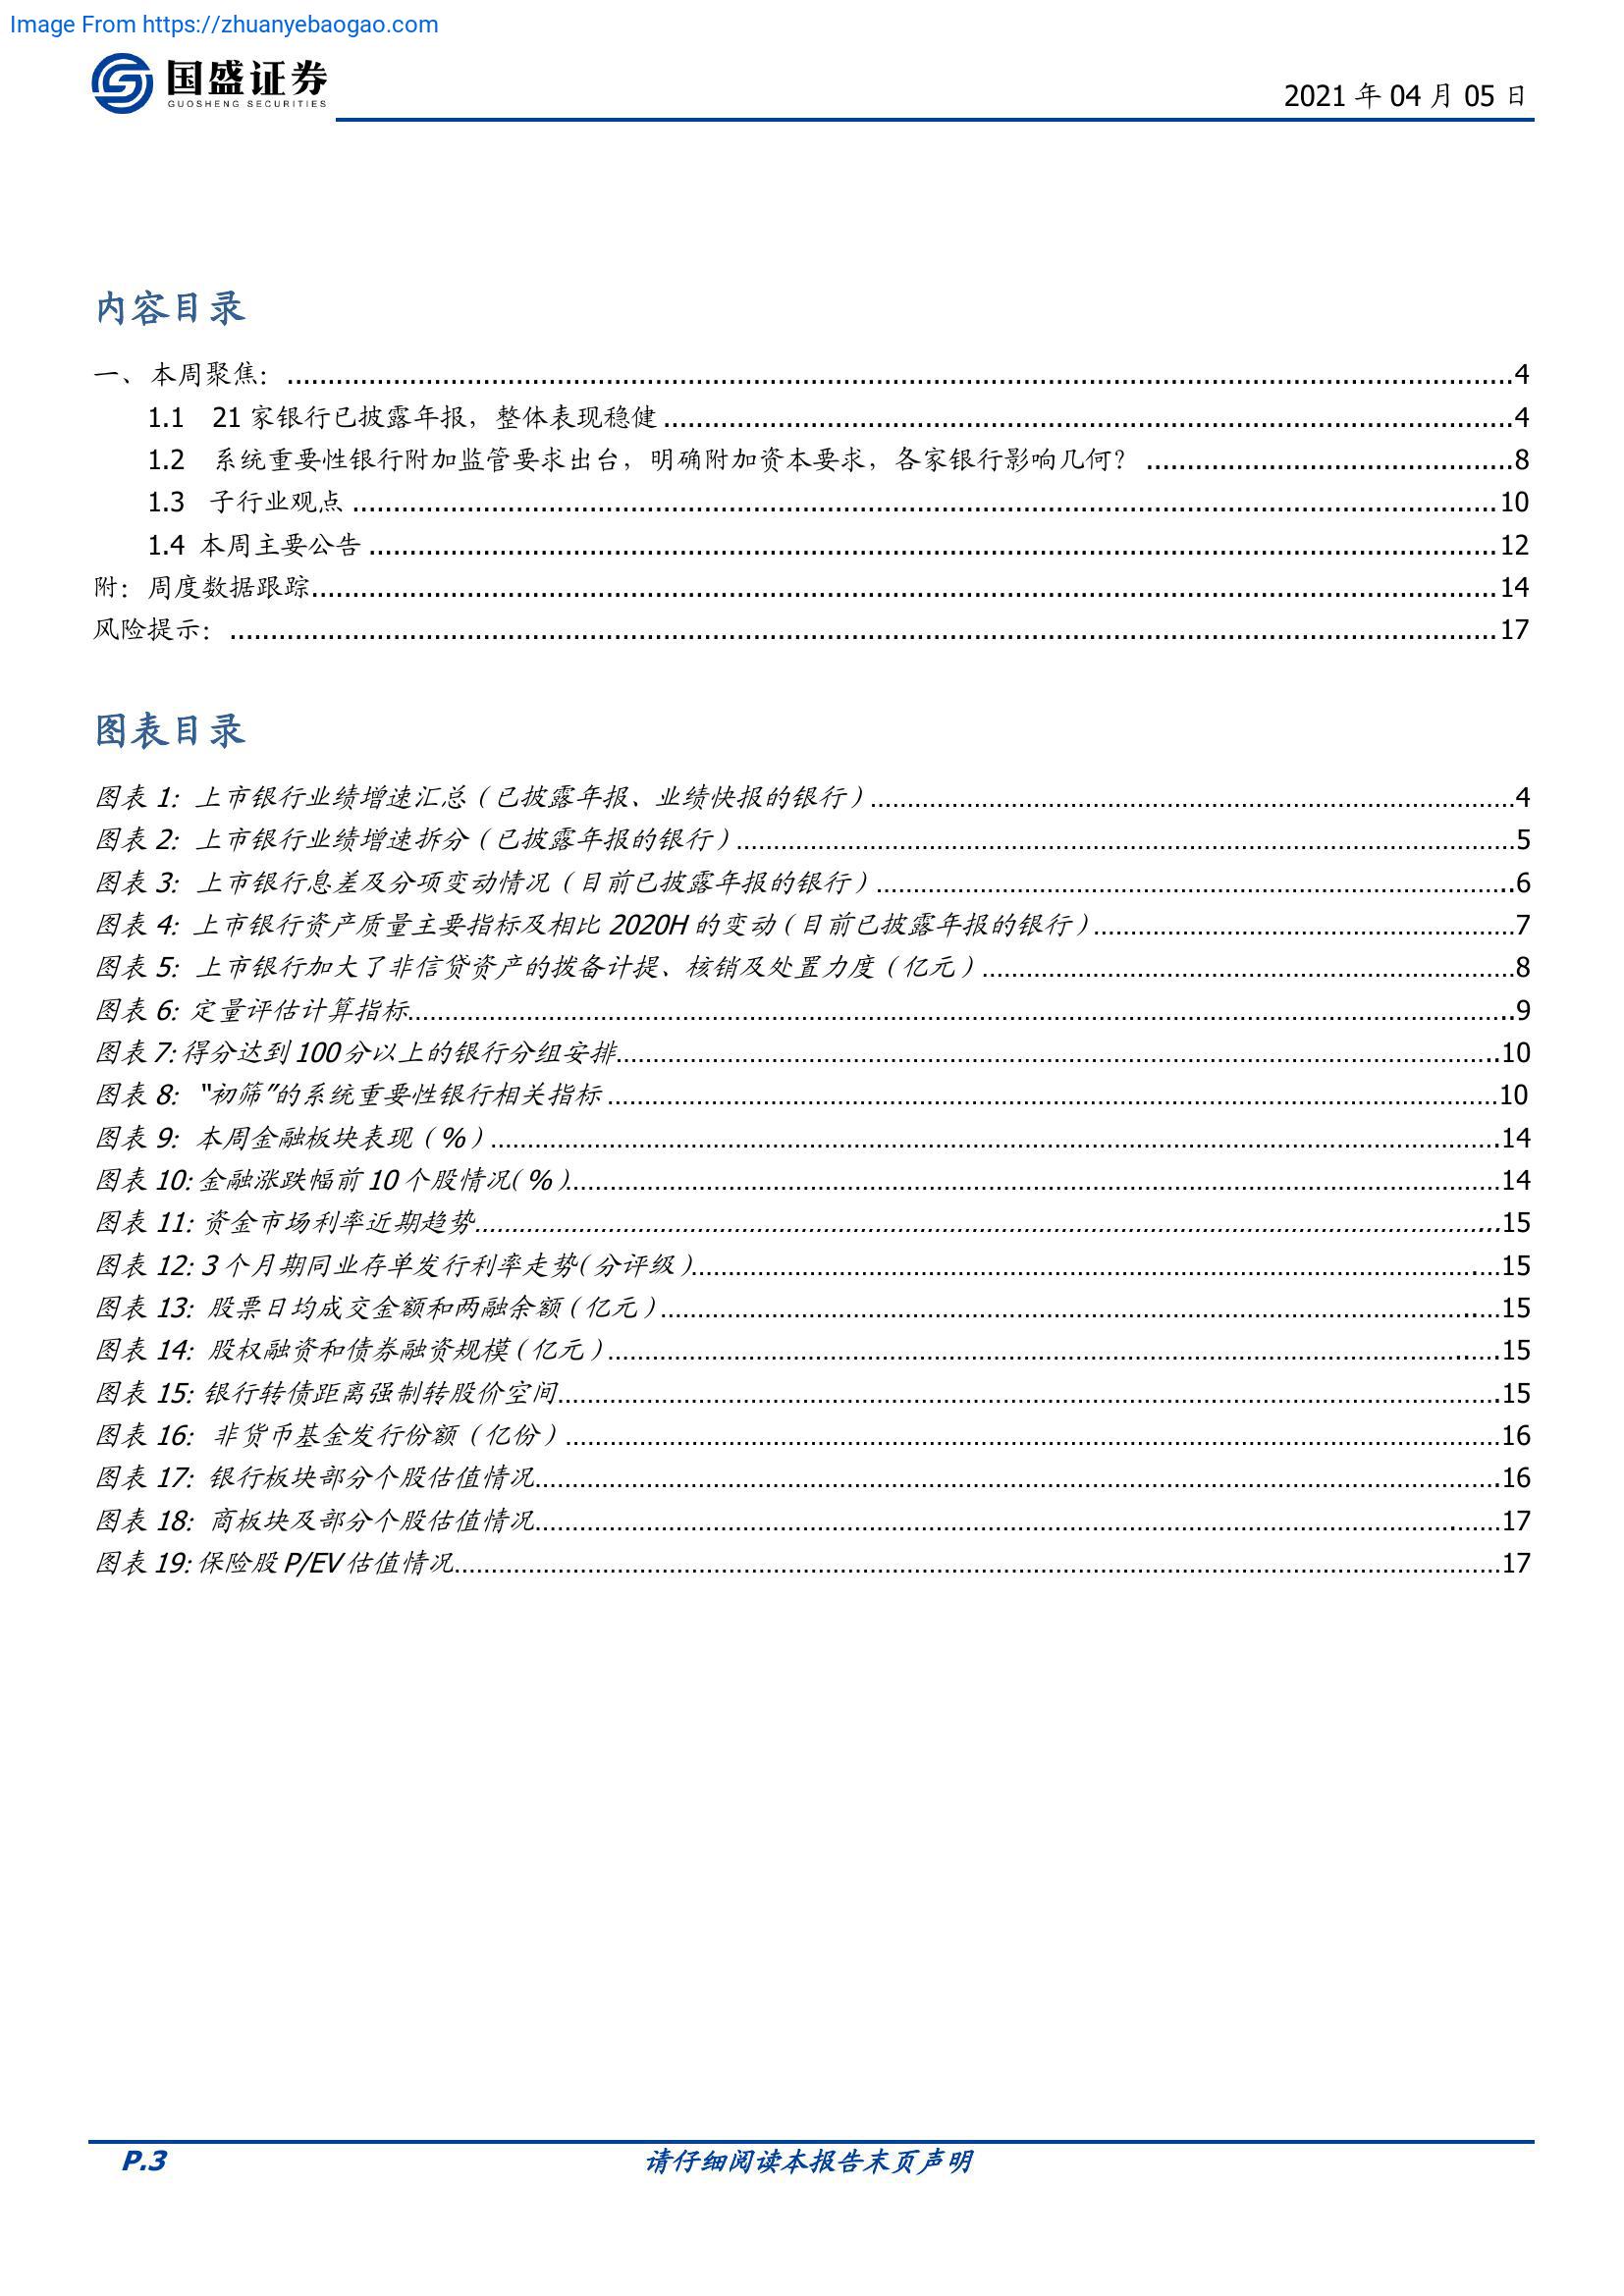 Image From https://zhuanyebaogao.com
国盛证券
GUOSHENG SECURITIES
2021 年 04 月 05 日
内容目录
一、本周聚焦：4
1.1 21 家银行已披露年报，整体表现稳健4
1.2 系统重要性银行附加监管要求出台，明确附加资本要求，各家银行影响几何？8
1.3 子行业观点10
1.4 本周主要公告12
附：周度数据跟踪14
风险提示：17
图表目录
图表 1：上市银行业绩增速汇总（已披露年报、业绩快报的银行）4
图表 2：上市银行业绩增速拆分（已披露年报的银行）5
图表 3：上市银行息差及分项变动情况（目前已披露年报的银行）6
图表 4：上市银行资产质量主要指标及相比 2020H 的变动（目前已披露年报的银行）7
图表 5：上市银行加大了非信贷资产的拨备计提、核销及处置力度（亿元）8
图表 6: 定量评估计算指标9
图表 7: 得分达到 100 分以上的银行分组安排10
图表 8：“初筛”的系统重要性银行相关指标10
图表 9：本周金融板块表现（%）14
图表 10: 金融涨跌幅前 10 个股情况(%)14
图表 11: 资金市场利率近期趋势15
图表 12: 3 个月期同业存单发行利率走势(分评级)15
图表 13：股票日均成交金额和两融余额（亿元）15
图表 14：股权融资和债券融资规模（亿元）15
图表 15: 银行转债距离强制转股价空间15
图表 16：非货币基金发行份额（亿份）16
图表 17：银行板块部分个股估值情况16
图表 18：商板块及部分个股估值情况17
图表 19: 保险股 P/EV 估值情况17
P.3
请仔细阅读本报告末页声明